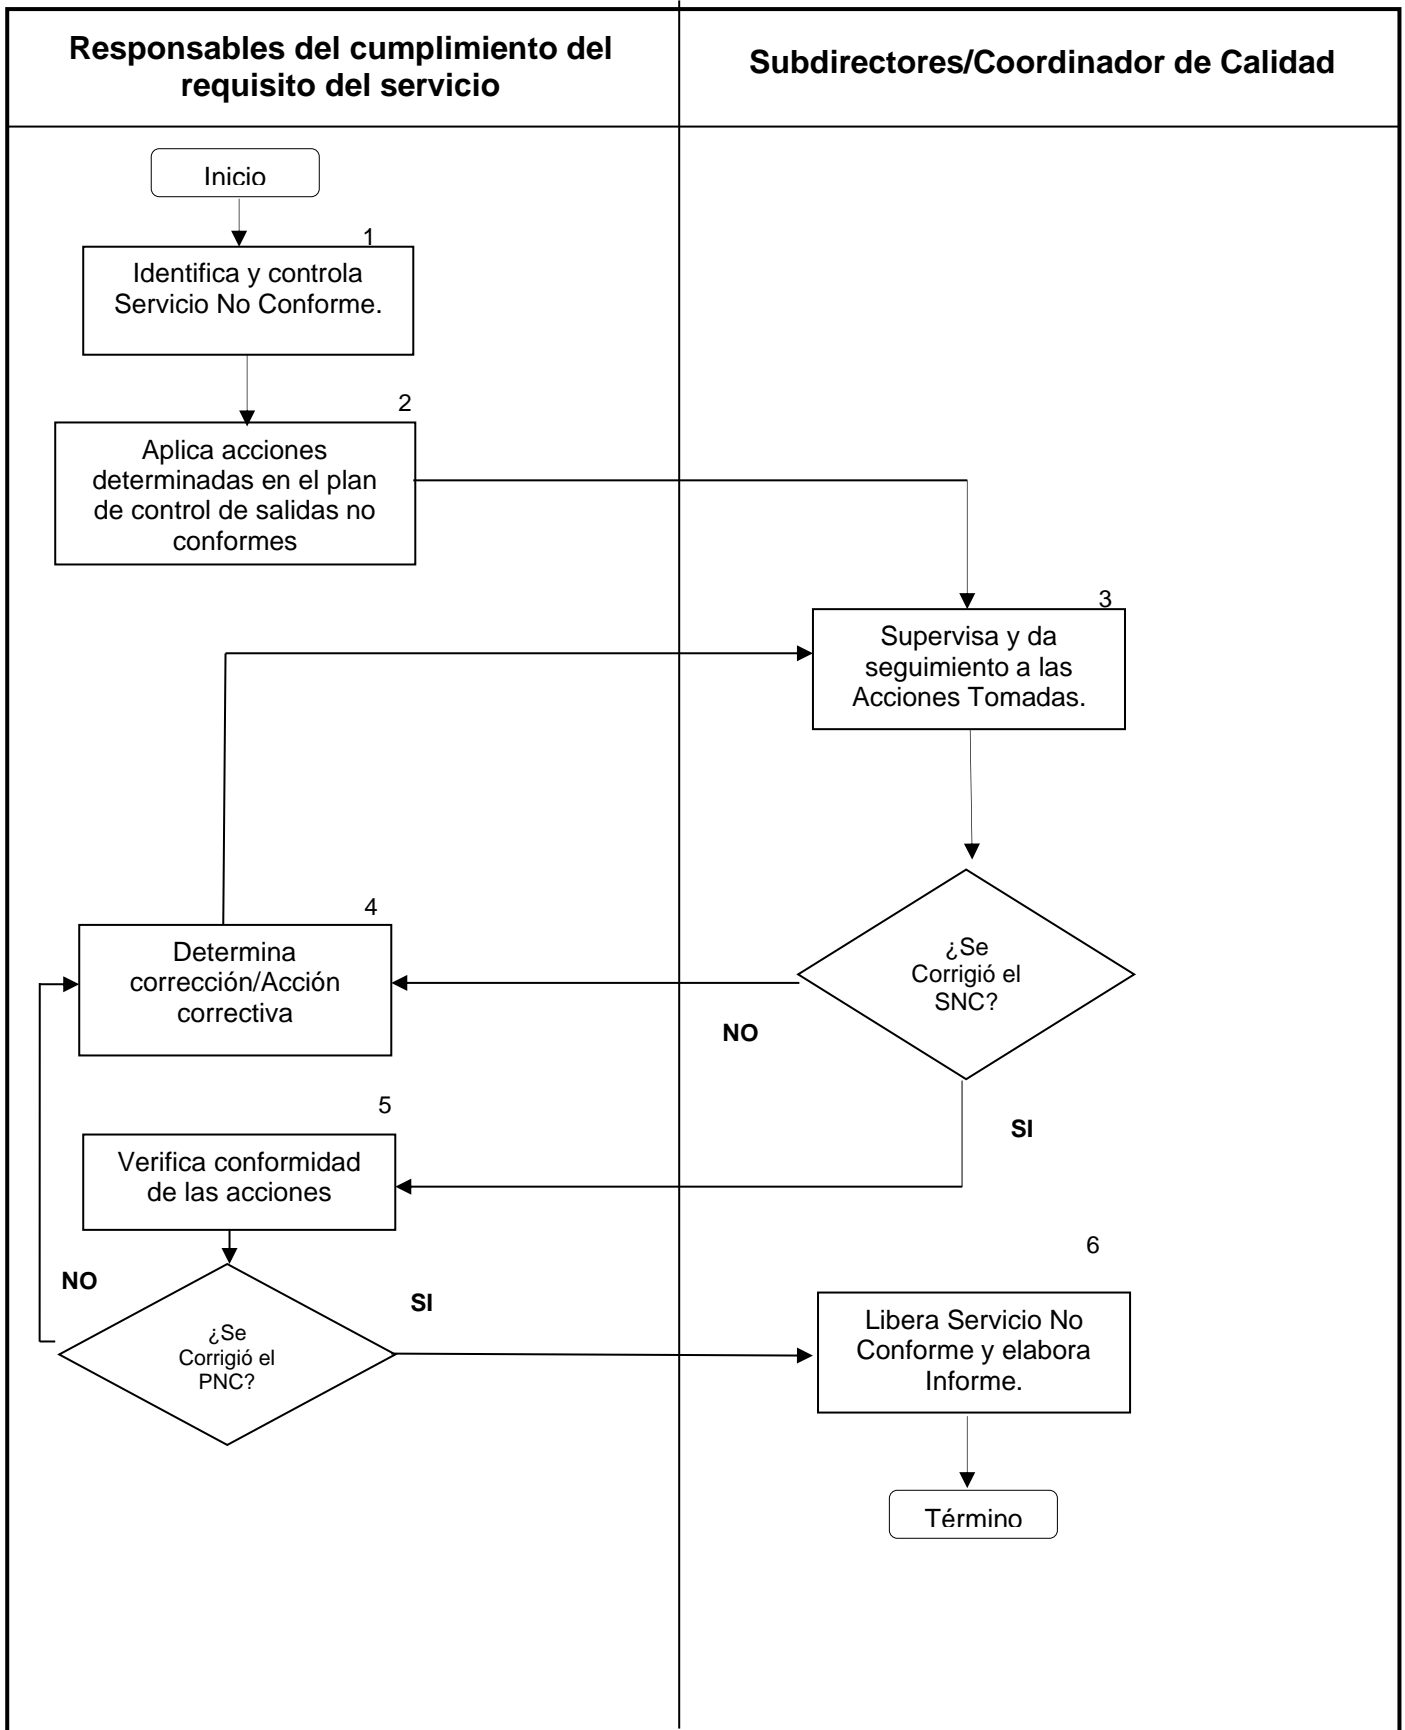 Responsables del cumplimiento del
requisito del servicio
Subdirectores/Coordinador de Calidad
Inicio
1
Identifica y controla
Servicio No Conforme.
2
Aplica acciones
determinadas en el plan
de control de salidas no
conformes
3
Supervisa y da
seguimiento a las
Acciones Tomadas.
4
Determina
corrección/Acción
correctiva
¿Se
Corrigió el
SNC?
NO
SI
5
Verifica conformidad
de las acciones
NO
SI
¿Se
Corrigió el
PNC?
6
Libera Servicio No
Conforme y elabora
Informe.
Término